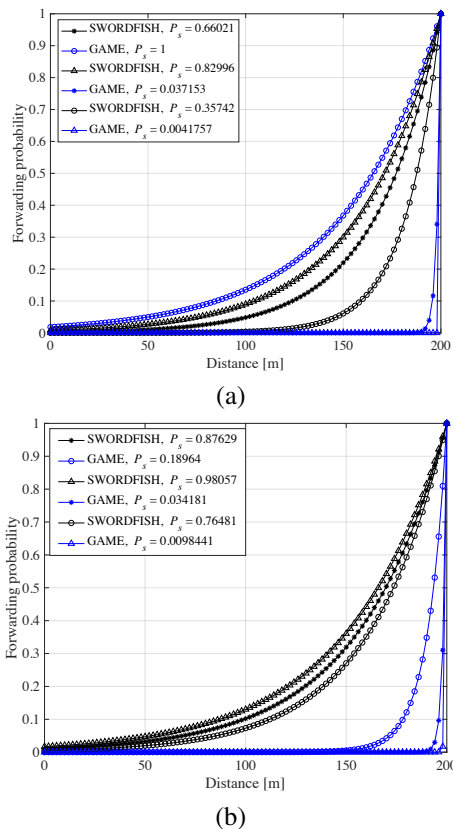 1
0.9
0.8
0.7
0.6
0.5
0.4
0.3
0.2
0.1
0
Forwarding probability
SWORDFISH, P_s = 0.66021
GAME, P_s = 1
SWORDFISH, P_s = 0.82996
GAME, P_s = 0.037153
SWORDFISH, P_s = 0.35742
GAME, P_s = 0.0041757
0 50 100 150 200
Distance [m]
(a)
1
0.9
0.8
0.7
0.6
0.5
0.4
0.3
0.2
0.1
0
Forwarding probability
SWORDFISH, P_s = 0.87629
GAME, P_s = 0.18964
SWORDFISH, P_s = 0.98057
GAME, P_s = 0.034181
SWORDFISH, P_s = 0.76481
GAME, P_s = 0.0098441
0 50 100 150 200
Distance [m]
(b)